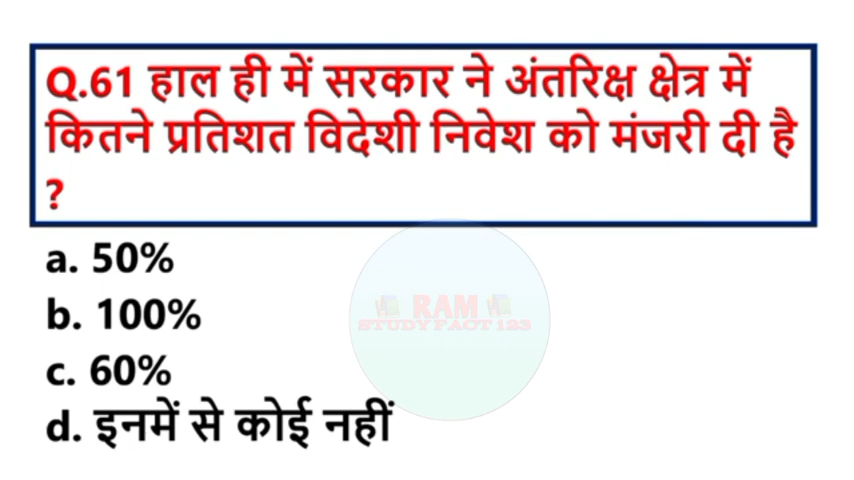 Q.61 हाल ही में सरकार ने अंतरिक्ष क्षेत्र में
कितने प्रतिशत विदेशी निवेश को मंजरी दी है
?
a. 50%
b. 100%
c. 60%
d. इनमें से कोई नहीं
RAM
STUDY FACT 123